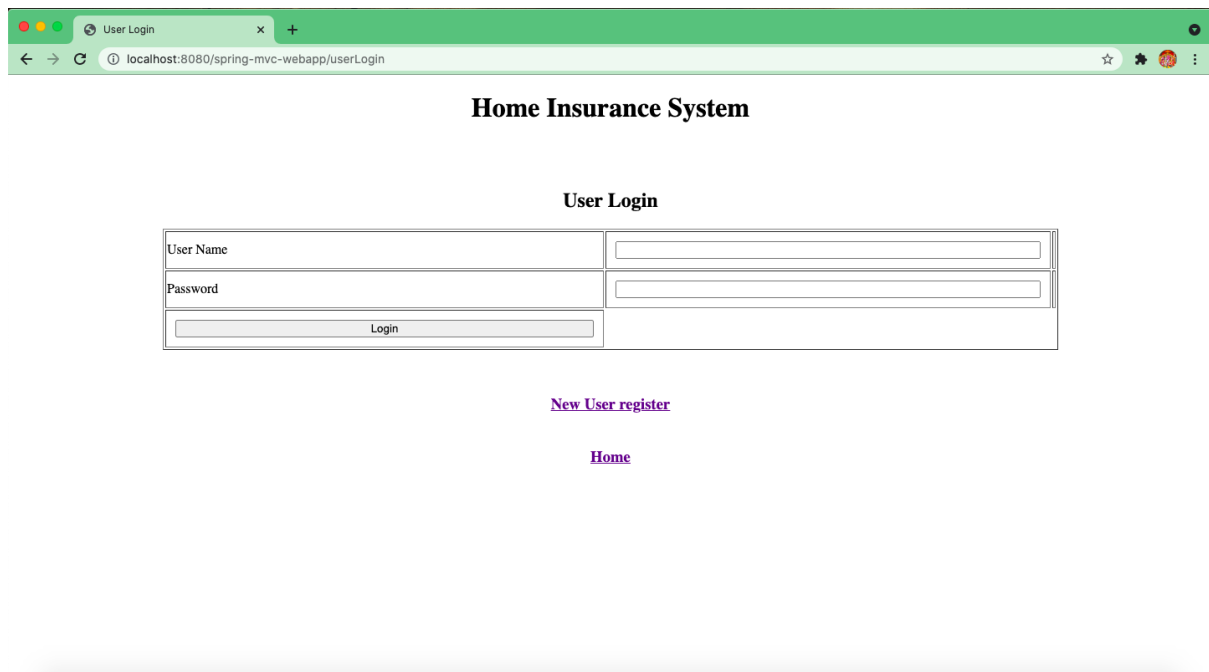 User Login
localhost:8080/spring-mvc-webapp/userLogin
Home Insurance System
User Login
User Name
Password
Login
New User register
Home